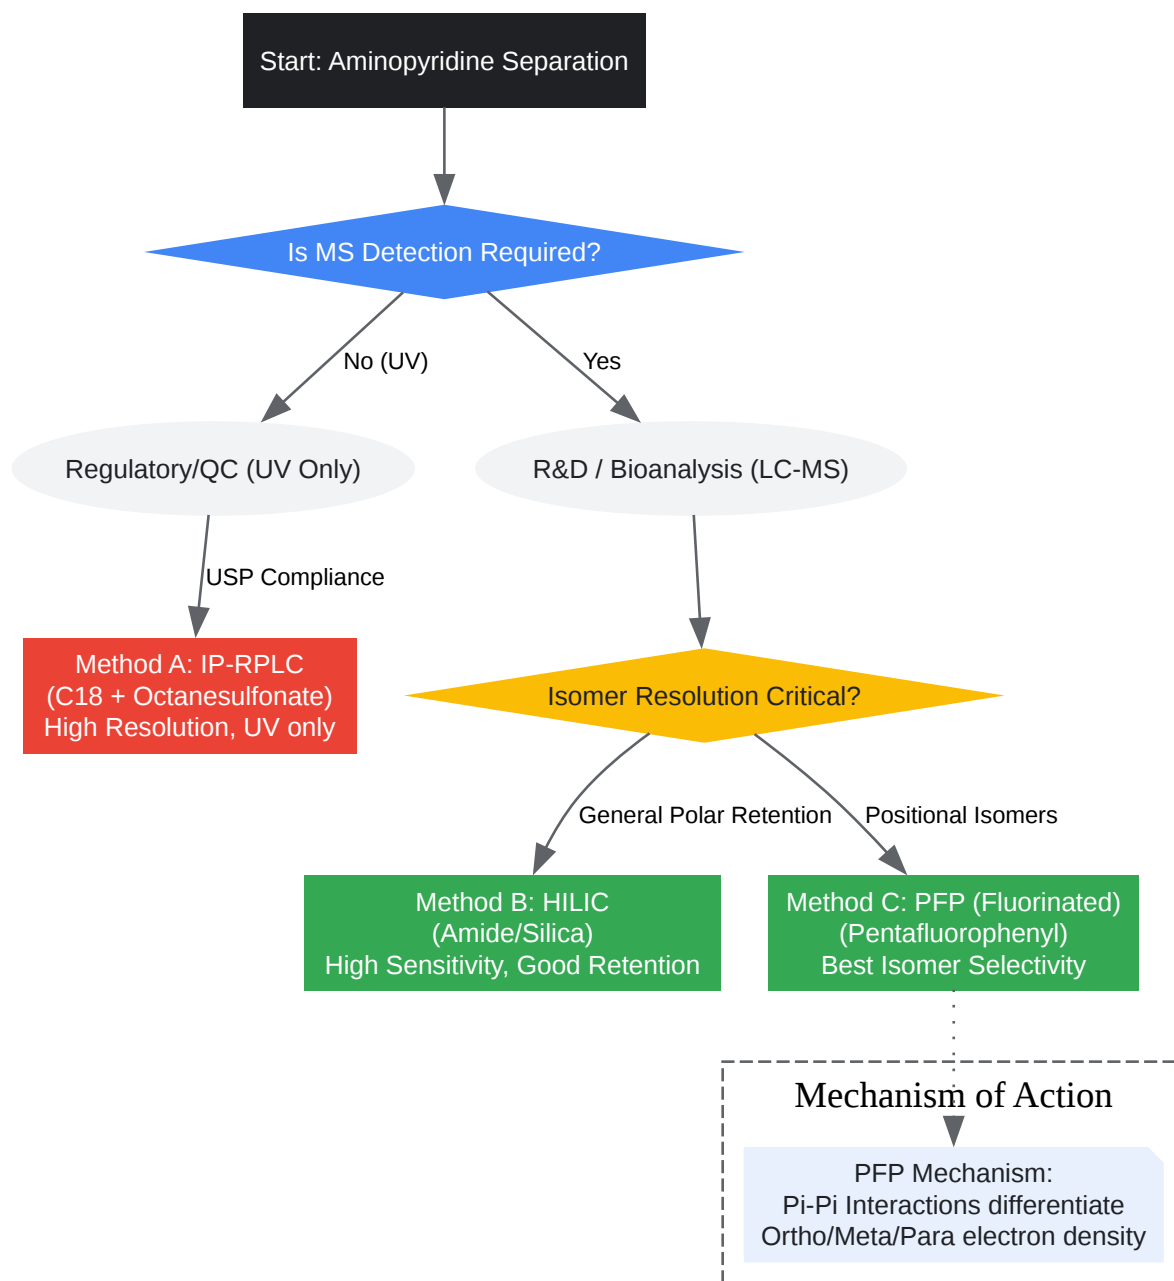 Start: Aminopyridine Separation
Is MS Detection Required?
No (UV)
Yes
Regulatory/QC (UV Only)
R&D / Bioanalysis (LC-MS)
USP Compliance
Method A: IP-RPLC
(C18 + Octanesulfonate)
High Resolution, UV only
Isomer Resolution Critical?
General Polar Retention
Positional Isomers
Method B: HILIC
(Amide/Silica)
High Sensitivity, Good Retention
Method C: PFP (Fluorinated)
(Pentafluorophenyl)
Best Isomer Selectivity
Mechanism of Action
PFP Mechanism:
Pi-Pi Interactions differentiate
Ortho/Meta/Para electron density